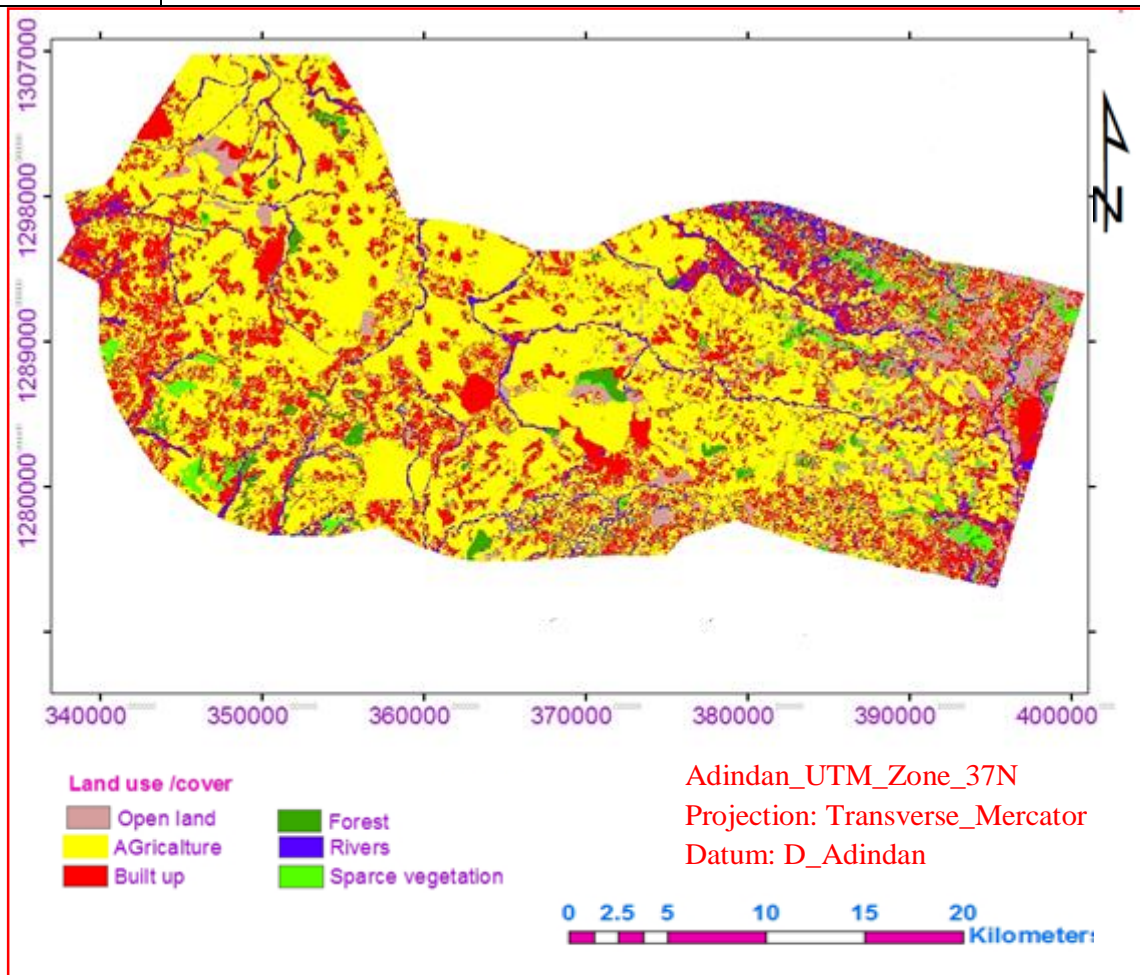 1307000
1298000
1289000
1280000
N
340000 350000 360000 370000 380000 390000 400000
Land use /cover
Open land
AGricalture
Built up
Forest
Rivers
Sparce vegetation
Adindan_UTM_Zone_37N
Projection: Transverse_Mercator
Datum: D_Adindan
0 2.5 5 10 15 20
Kilometers